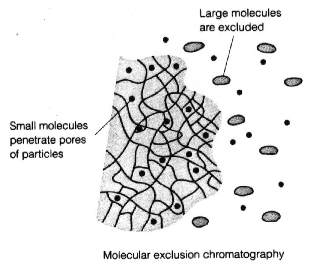 Large molecules
are excluded
Small molecules
penetrate pores
of particles
Molecular exclusion chromatography